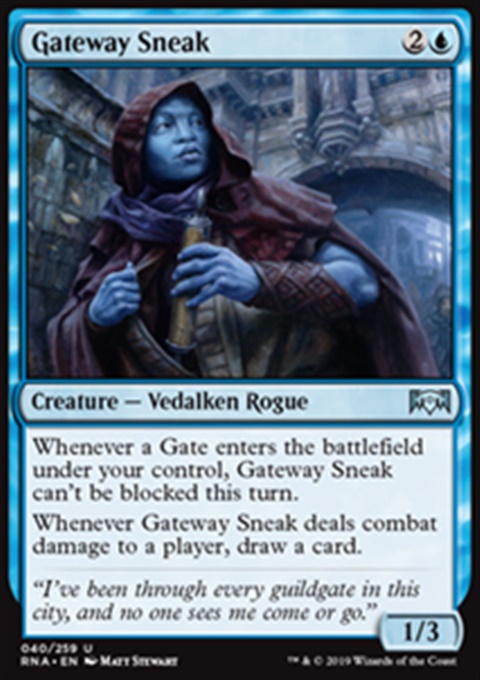 Gateway Sneak 2
Creature — Vedalken Rogue
Whenever a Gate enters the battlefield
under your control, Gateway Sneak
can't be blocked this turn.
Whenever Gateway Sneak deals combat
damage to a player, draw a card.
"I've been through every guildgate in this
city, and no one sees me come or go."
1/3
040/259 U
RNA • EN Matt Stewart
™ & © 2019 Wizards of the Coast